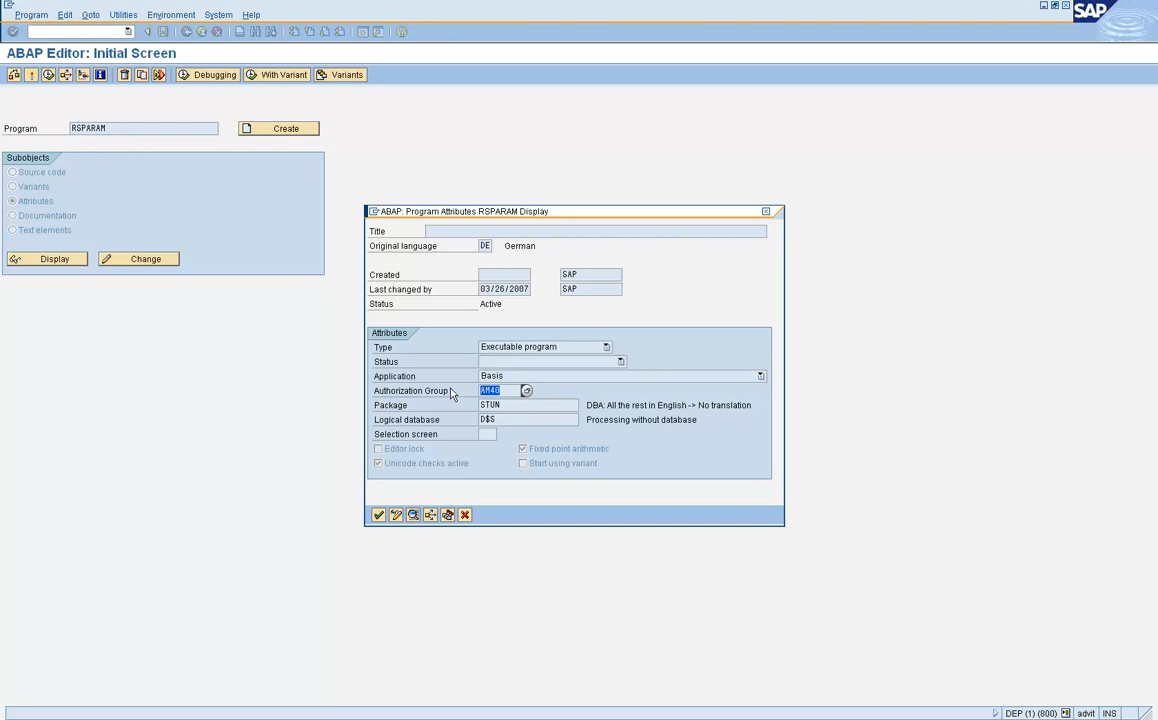 Program Edit Goto Utilities Environment System Help
SAP
ABAP Editor: Initial Screen
Debugging With Variant Variants
Program RSPARAM Create
Subobjects
Source code
Variants
Attributes
Documentation
Text elements
Display Change
ABAP: Program Attributes RSPARAM Display
Title
Original language DE German
Created SAP
Last changed by 03/26/2007 SAP
Status Active
Attributes
Type Executable program
Status
Application Basis
Authorization Group AM40
Package STUN DBA: All the rest in English -> No translation
Logical database D$S Processing without database
Selection screen
Editor lock Fixed point arithmetic
Unicode checks active Start using variant
DEP (1) (800) advit INS